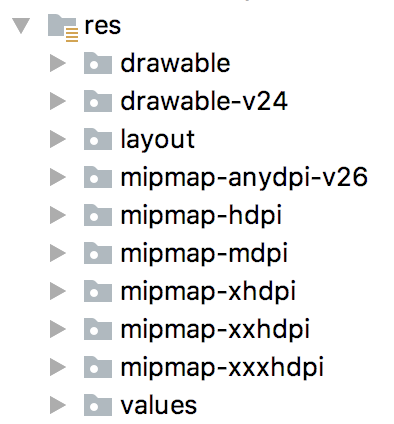 res
drawable
drawable-v24
layout
mipmap-anydpi-v26
mipmap-hdpi
mipmap-mdpi
mipmap-xhdpi
mipmap-xxhdpi
mipmap-xxxhdpi
values